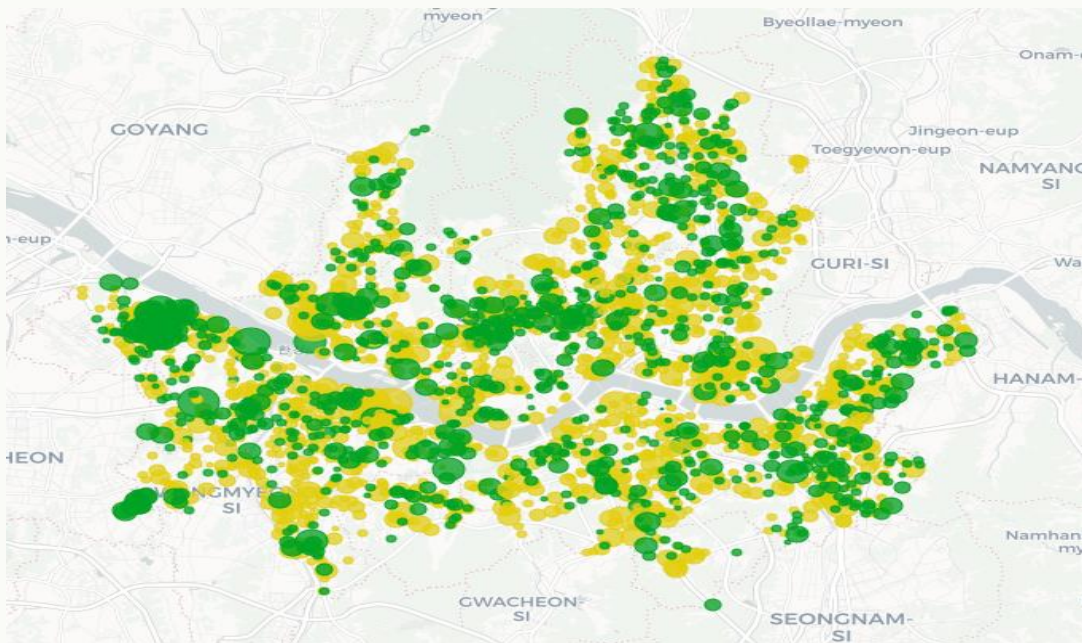 myeon
Byeollae-myeon
GOYANG
Jingeon-eup
Toegyewon-eup
NAMYANG
SI
n-eup
GURI-SI
Wa
HANAM-
HEON
SI
GWACHEON-
SI
SEONGNAM-
SI
Namhan
my